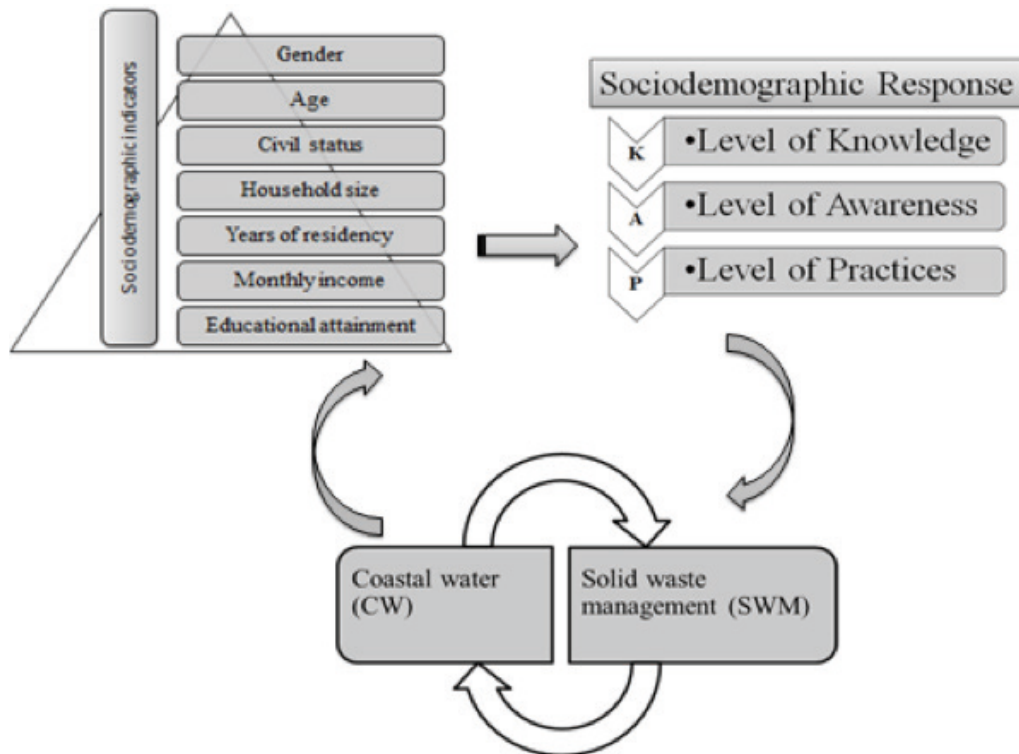 Sociodemographic indicators
Gender
Age
Civil status
Household size
Years of residency
Monthly income
Educational attainment
Sociodemographic Response
K
•Level of Knowledge
A
•Level of Awareness
P
•Level of Practices
Coastal water
(CW)
Solid waste
management (SWM)